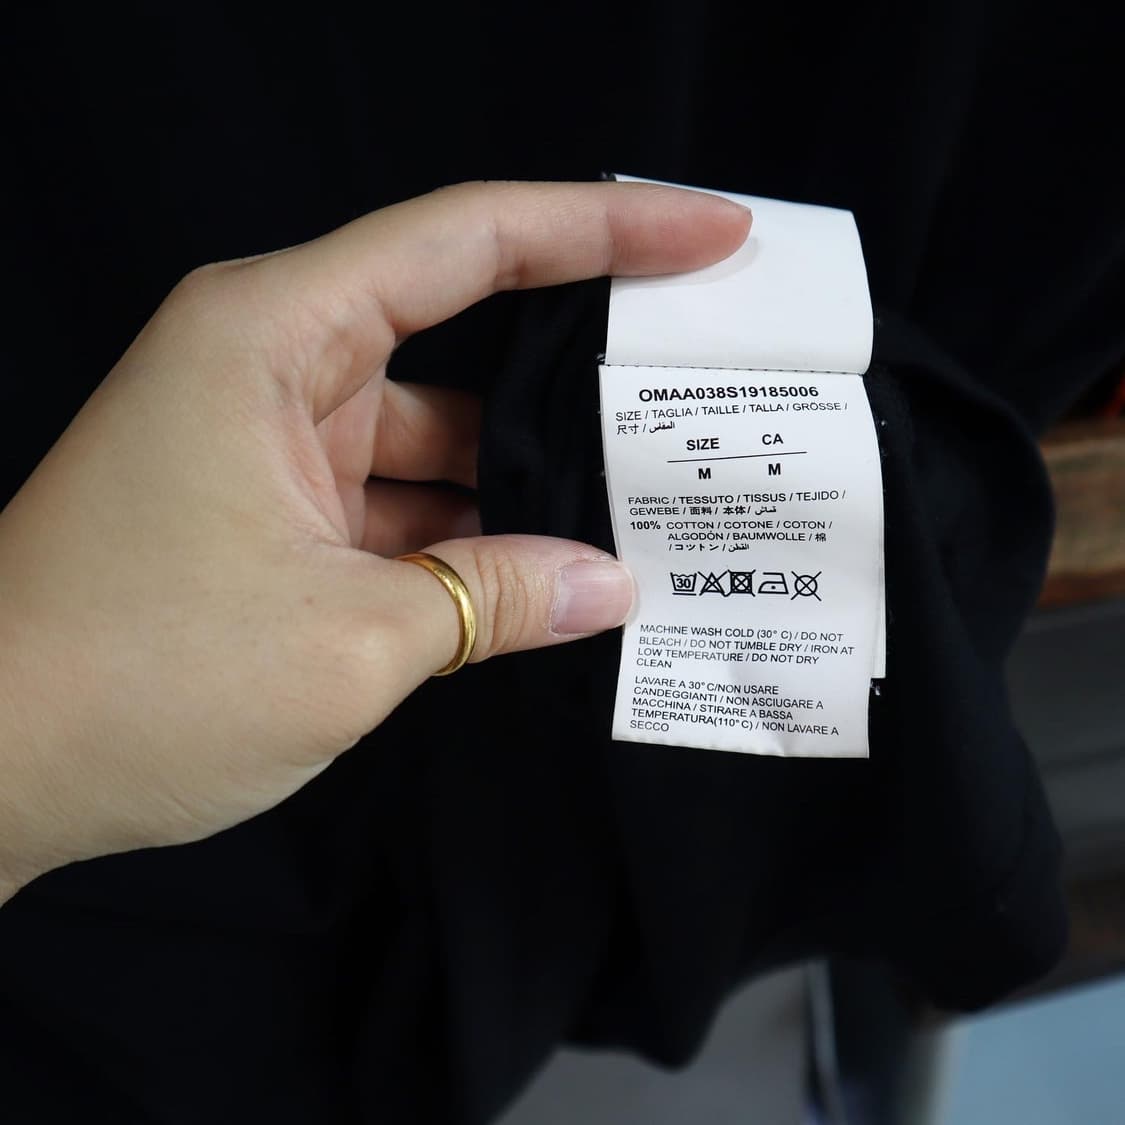 OMAA038S19185006
SIZE / TAGLIA / TAILLE / TALLA / GRÖSSE /
尺寸 / المقاس
SIZE CA
M M
FABRIC / TESSUTO / TISSUS / TEJIDO /
GEWEBE / 面料 / 本体 / قماش
100% COTTON / COTONE / COTON /
ALGODÓN / BAUMWOLLE / 棉
/ コットン / القطن
30
MACHINE WASH COLD (30° C) / DO NOT
BLEACH / DO NOT TUMBLE DRY / IRON AT
LOW TEMPERATURE / DO NOT DRY
CLEAN
LAVARE A 30°C/NON USARE
CANDEGGIANTI / NON ASCIUGARE A
MACCHINA / STIRARE A BASSA
TEMPERATURA(110°C) / NON LAVARE A
SECCO